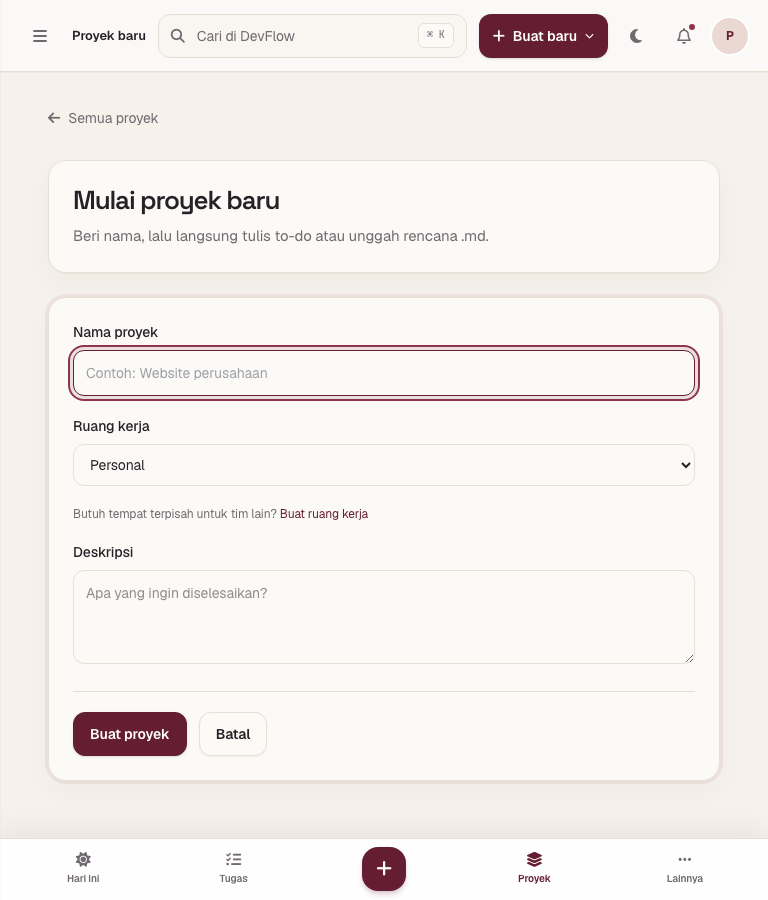 Proyek baru
Cari di DevFlow
⌘ K
Buat baru
P
Semua proyek
Mulai proyek baru
Beri nama, lalu langsung tulis to-do atau unggah rencana .md.
Nama proyek
Contoh: Website perusahaan
Ruang kerja
Personal
Butuh tempat terpisah untuk tim lain? Buat ruang kerja
Deskripsi
Apa yang ingin diselesaikan?
Buat proyek
Batal
Hari ini
Tugas
Proyek
Lainnya